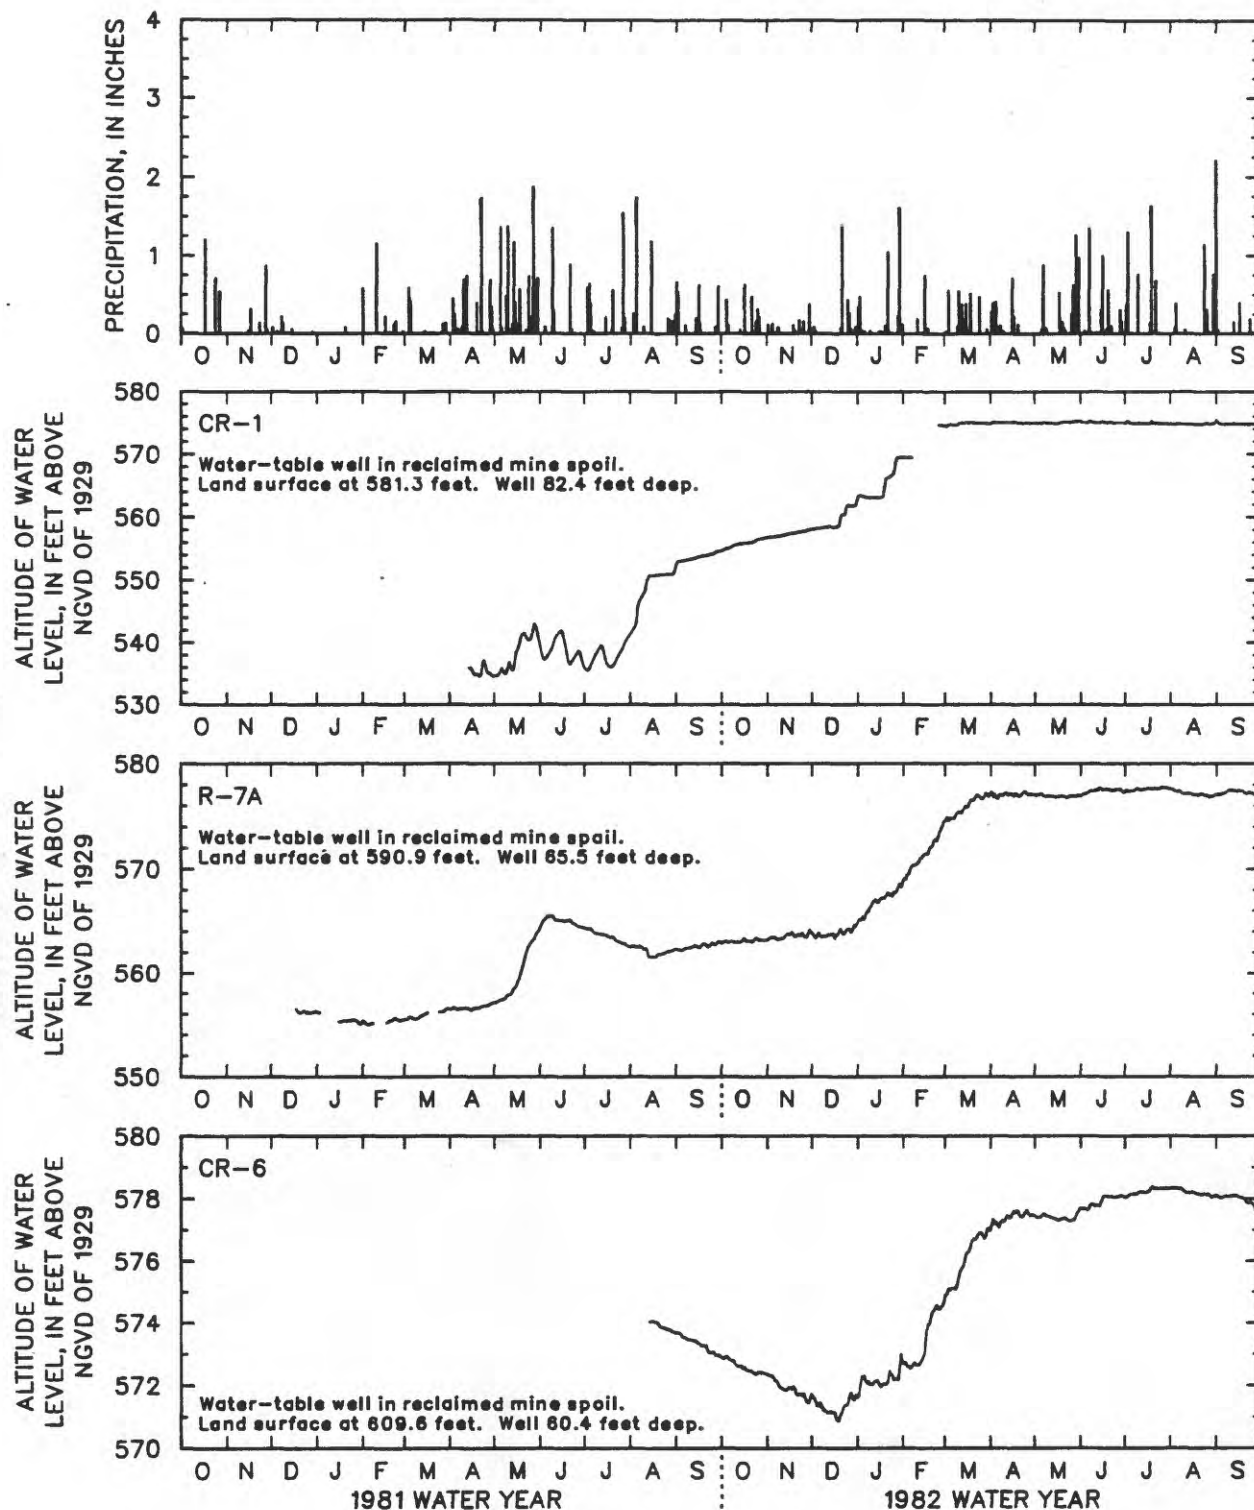 PRECIPITATION, IN INCHES
4
3
2
1
0
O N D J F M A M J J A S O N D J F M A M J J A S
ALTITUDE OF WATER
LEVEL, IN FEET ABOVE
NGVD OF 1929
580
570
560
550
540
530
CR-1
Water-table well in reclaimed mine spoil.
Land surface at 581.3 feet. Well 82.4 feet deep.
O N D J F M A M J J A S O N D J F M A M J J A S
ALTITUDE OF WATER
LEVEL, IN FEET ABOVE
NGVD OF 1929
580
570
560
550
R-7A
Water-table well in reclaimed mine spail.
Land surface at 590.9 feet. Well 65.5 feet deep.
O N D J F M A M J J A S O N D J F M A M J J A S
ALTITUDE OF WATER
LEVEL, IN FEET ABOVE
NGVD OF 1929
580
578
576
574
572
570
CR-6
Water-table well in reclaimed mine spoil.
Land surface at 609.6 feet. Well 60.4 feet deep.
O N D J F M A M J J A S O N D J F M A M J J A S
1981 WATER YEAR 1982 WATER YEAR